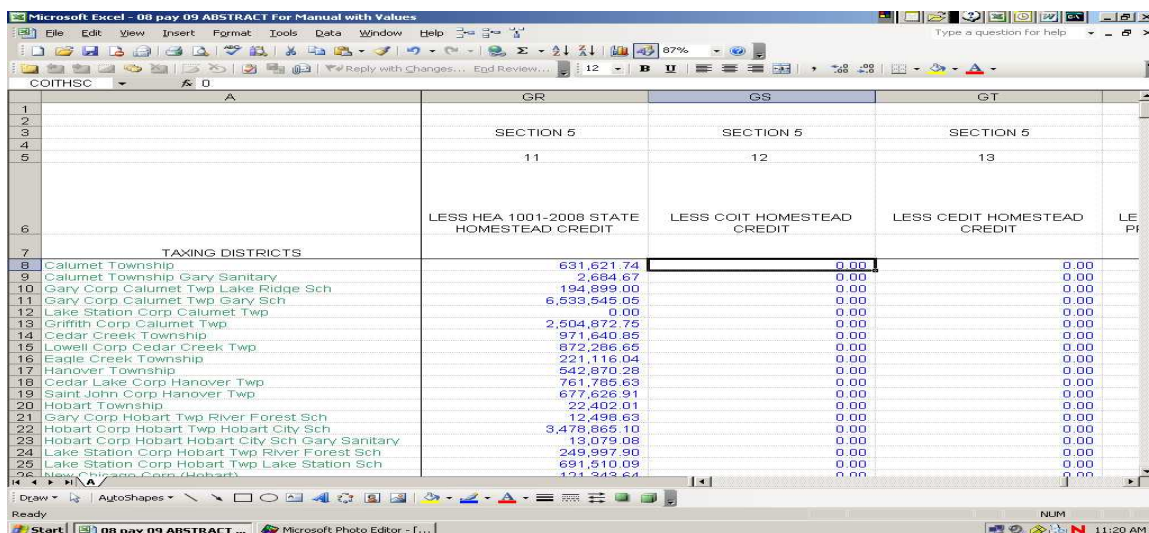 Microsoft Excel - 08 pay 09 ABSTRACT For Manual with Values
File Edit View Insert Format Tools Data Window Help Type a question for help
87%
Reply with Changes... End Review... 12 B U
COITHSC fx 0
A GR GS GT
1
2
3 SECTION 5 SECTION 5 SECTION 5
4
5 11 12 13
LESS HEA 1001-2008 STATE LESS COIT HOMESTEAD LESS CEDIT HOMESTEAD LE
6 HOMESTEAD CREDIT CREDIT CREDIT
7 TAXING DISTRICTS
8 Calumet Township 631,621.74 0.00 0.00
9 Calumet Township Gary Sanitary 2,684.67 0.00 0.00
10 Gary Corp Calumet Twp Lake Ridge Sch 194,899.00 0.00 0.00
11 Gary Corp Calumet Twp Gary Sch 6,533,545.05 0.00 0.00
12 Lake Station Corp Calumet Twp 0.00 0.00 0.00
13 Griffith Corp Calumet Twp 2,504,872.75 0.00 0.00
14 Cedar Creek Township 971,640.85 0.00 0.00
15 Lowell Corp Cedar Creek Twp 872,286.65 0.00 0.00
16 Eagle Creek Township 221,116.04 0.00 0.00
17 Hanover Township 542,870.28 0.00 0.00
18 Cedar Lake Corp Hanover Twp 761,785.63 0.00 0.00
19 Saint John Corp Hanover Twp 677,626.91 0.00 0.00
20 Hobart Township 22,402.01 0.00 0.00
21 Gary Corp Hobart Twp River Forest Sch 12,498.63 0.00 0.00
22 Hobart Corp Hobart Twp Hobart City Sch 3,478,865.10 0.00 0.00
23 Hobart Corp Hobart Hobart City Sch Gary Sanitary 13,079.08 0.00 0.00
24 Lake Station Corp Hobart Twp River Forest Sch 249,997.90 0.00 0.00
25 Lake Station Corp Hobart Twp Lake Station Sch 691,510.09 0.00 0.00
26 New Chicago Corp (Hobart) 121,343.64 0.00 0.00
A
Draw AutoShapes
Ready NUM
Start 08 pay 09 ABSTRACT ... Microsoft Photo Editor - [... 11:20 AM